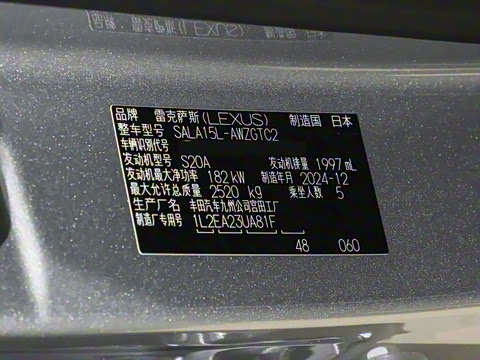 品牌 雷克萨斯(LEXUS) 制造国 日本
整车型号 SALA15L-AWZGTC2
车辆识别代号
发动机型号 S20A 发动机排量 1997 mL
发动机最大净功率 182 kW 制造年月 2024-12
最大允许总质量 2520 kg 乘坐人数 5
生产厂名 丰田汽车九州公司宫田工厂
制造厂专用号 1L2EA23UA81F
48 060